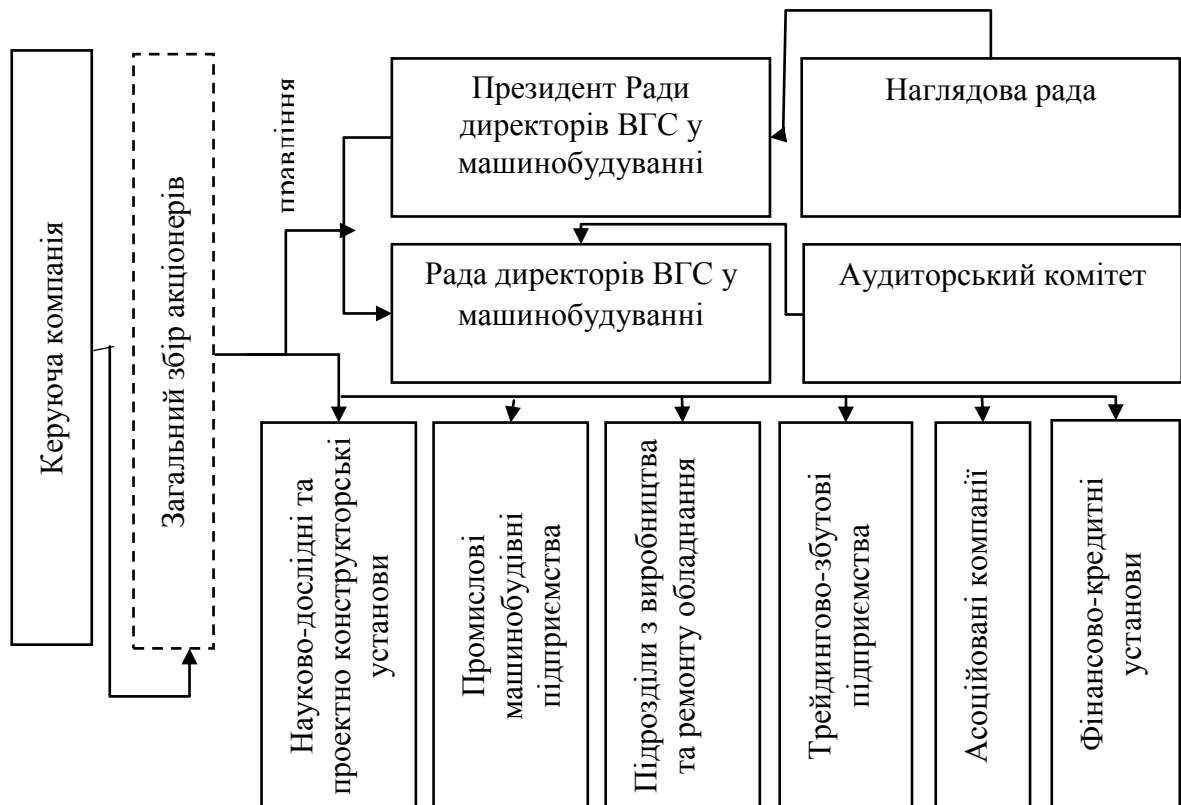 Керуюча компанія
Загальний збір акціонерів
правління
Президент Ради
директорів ВГС у
машинобудуванні
Наглядова рада
Рада директорів ВГС у
машинобудуванні
Аудиторський комітет
Науково-дослідні та
проектно конструкторські
установи
Промислові
машинобудівні
підприємства
Підрозділи з виробництва
та ремонту обладнання
Трейдингово-збутові
підприємства
Асоційовані компанії
Фінансово-кредитні
установи